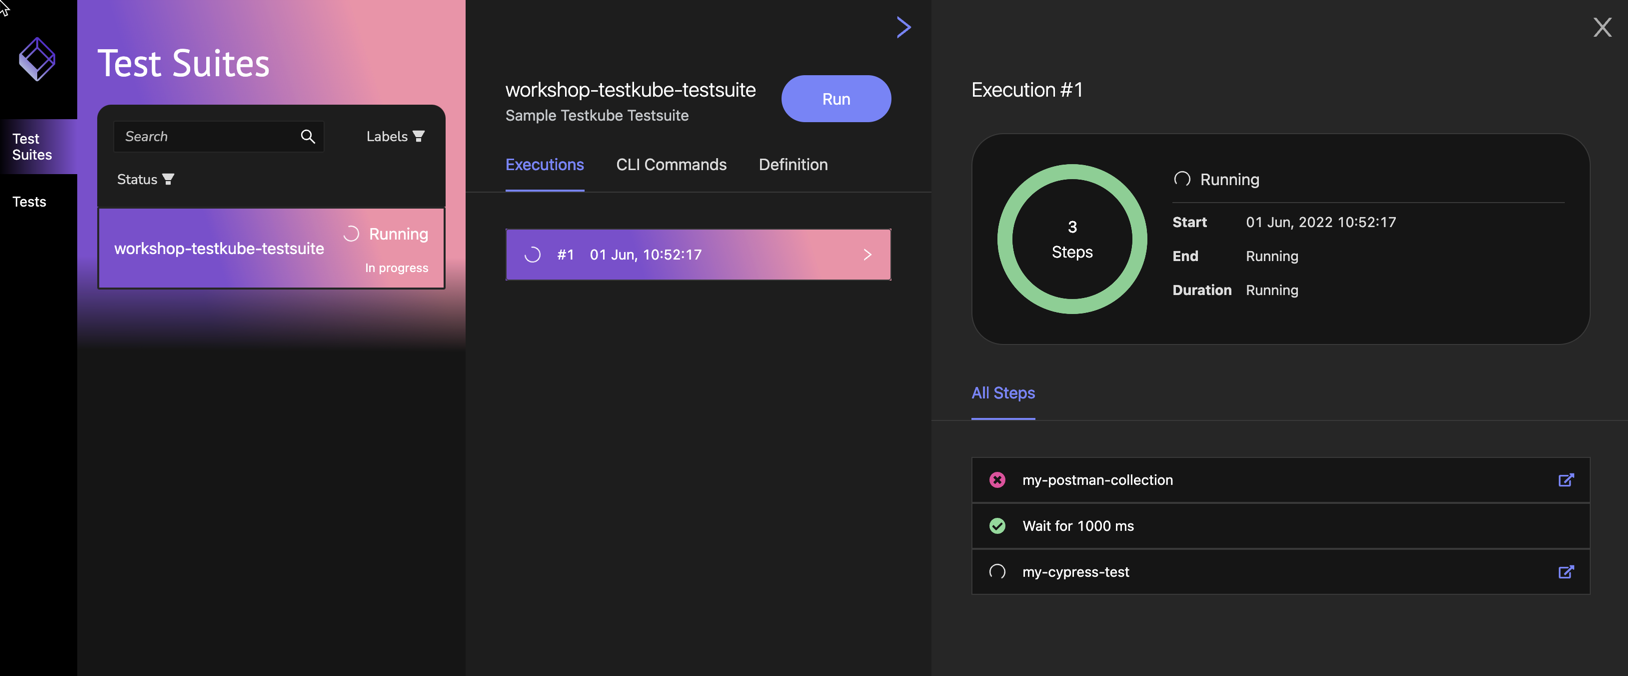 Test
Suites
Tests
Test Suites
Search
Labels
Status
workshop-testkube-testsuite
Running
In progress
workshop-testkube-testsuite
Sample Testkube Testsuite
Run
Executions
CLI Commands
Definition
#1 01 Jun, 10:52:17
Execution #1
3
Steps
Running
Start 01 Jun, 2022 10:52:17
End Running
Duration Running
All Steps
my-postman-collection
Wait for 1000 ms
my-cypress-test